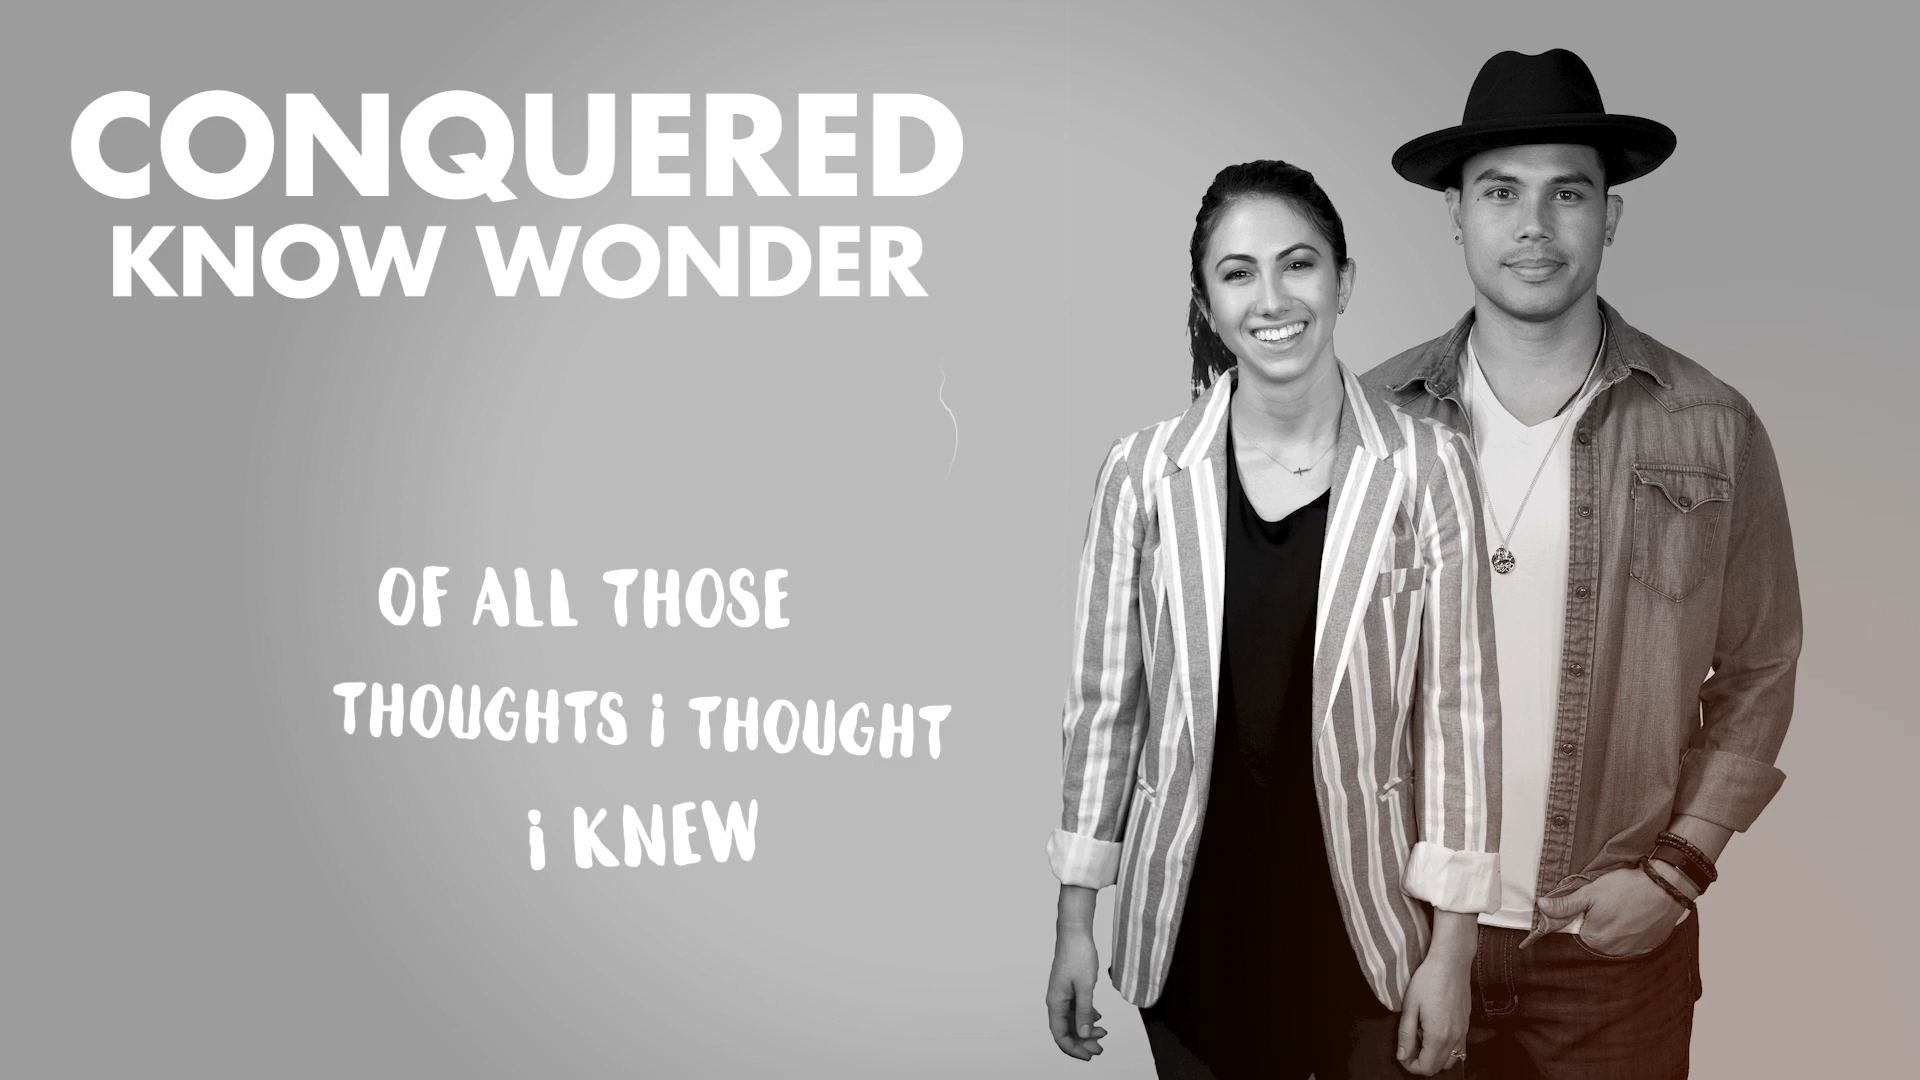 CONQUERED
KNOW WONDER
OF ALL THOSE
THOUGHTS i THOUGHT
i KNEW